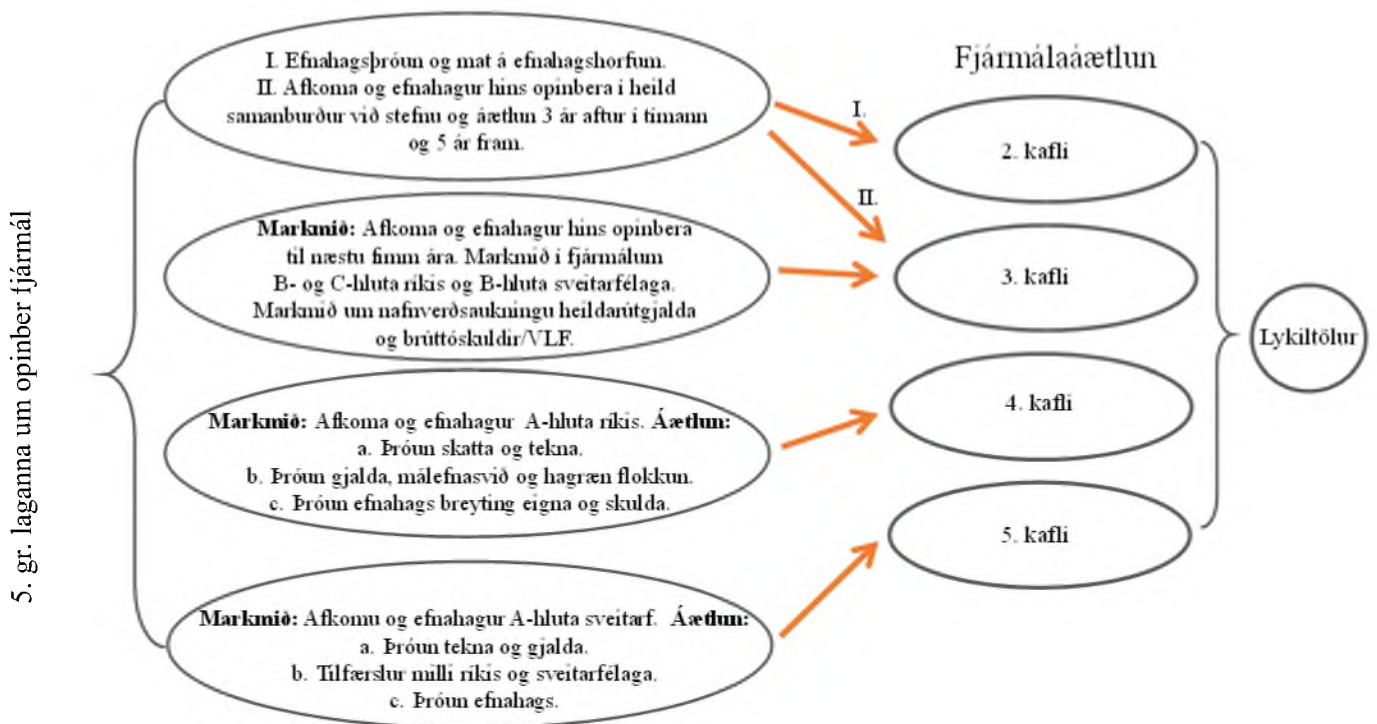 5. gr. laganna um opinber fjármál
I. Efnahagsþróun og mat á efnahagshorfum.
II. Afkoma og efnahagur hins opinbera í heild
samanburður við stefnu og áætlun 3 ár aftur í tímann
og 5 ár fram.
Markmið: Afkoma og efnahagur hins opinbera
til næstu fimm ára. Markmið í fjármálum
B- og C-hluta ríkis og B-hluta sveitarfélaga.
Markmið um nafnverðsaukningu heildarútgjalda
og brúttóskuldir/VLF.
Markmið: Afkoma og efnahagur A-hluta ríkis. Áætlun:
a. Þróun skatta og tekna.
b. Þróun gjalda, málefnasvið og hagræn flokkun.
c. Þróun efnahags breyting eigna og skulda.
Markmið: Afkomu og efnahagur A-hluta sveitarf. Áætlun:
a. Þróun tekna og gjalda.
b. Tilfærslur milli ríkis og sveitarfélaga.
c. Þróun efnahags.
I.
II.
Fjármálaáætlun
2. kafli
3. kafli
4. kafli
5. kafli
Lykiltölur